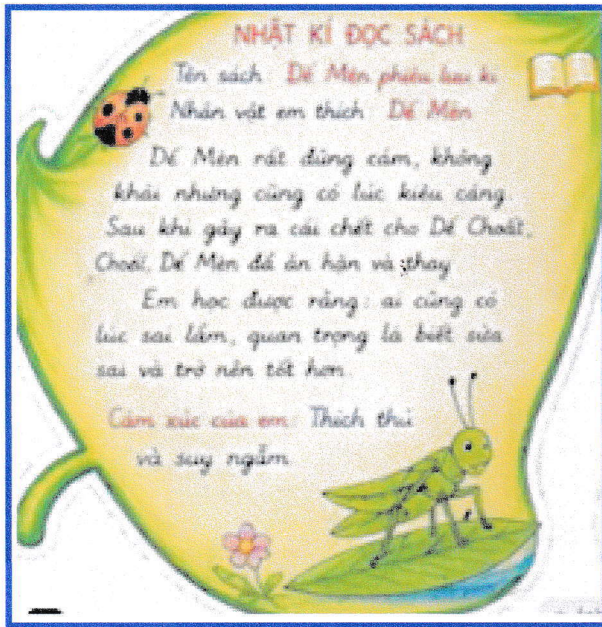 NHẬT KÍ ĐỌC SÁCH
Tên sách: Dế Mèn phiêu lưu kí
Nhân vật em thích: Dế Mèn
Dế Mèn rất dũng cảm, khảng
khái nhưng cũng có lúc kiêu căng.
Sau khi gây ra cái chết cho Dế Choắt,
Choắt, Dế Mèn đã ân hận và thay
Em học được rằng: ai cũng có
lúc sai lầm, quan trọng là biết sửa
sai và trở nên tốt hơn.
Cảm xúc của em: Thích thú
và suy ngẫm